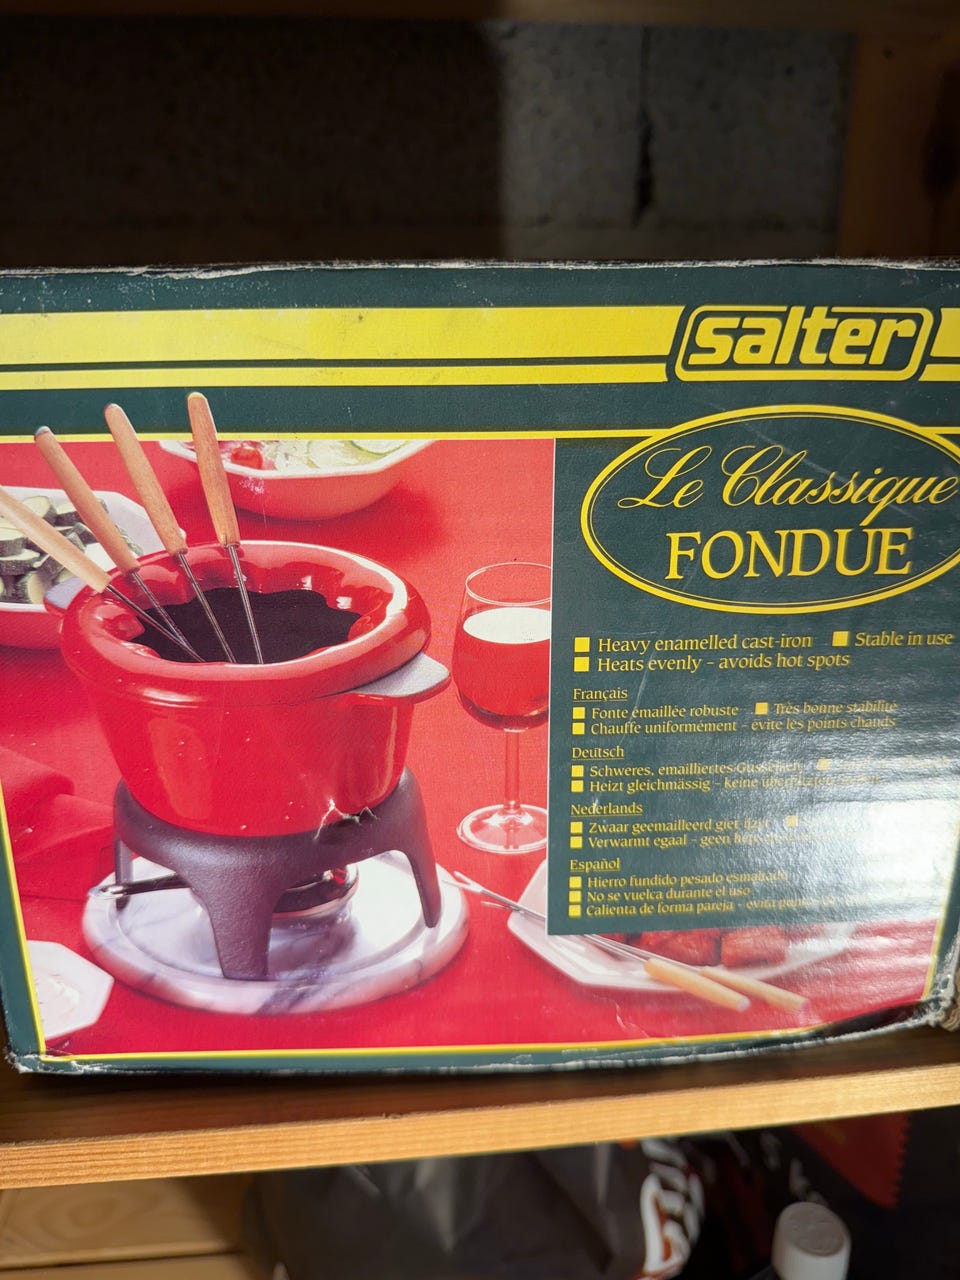 salter
Le Classique
FONDUE
Heavy enamelled cast-iron Stable in use
Heats evenly - avoids hot spots
Français
Fonte émaillée robuste Très bonne stabilité
Chauffe uniformément - évite les points chauds
Deutsch
Schweres, emailliertes
Heizt gleichmässig - keine
Nederlands
Zwaar geemailleerd
Verwarmt egaal - geen
Español
Hierro fundido pesado esmaltado
No se vuelca durante el uso
Calienta de forma pareja - evita